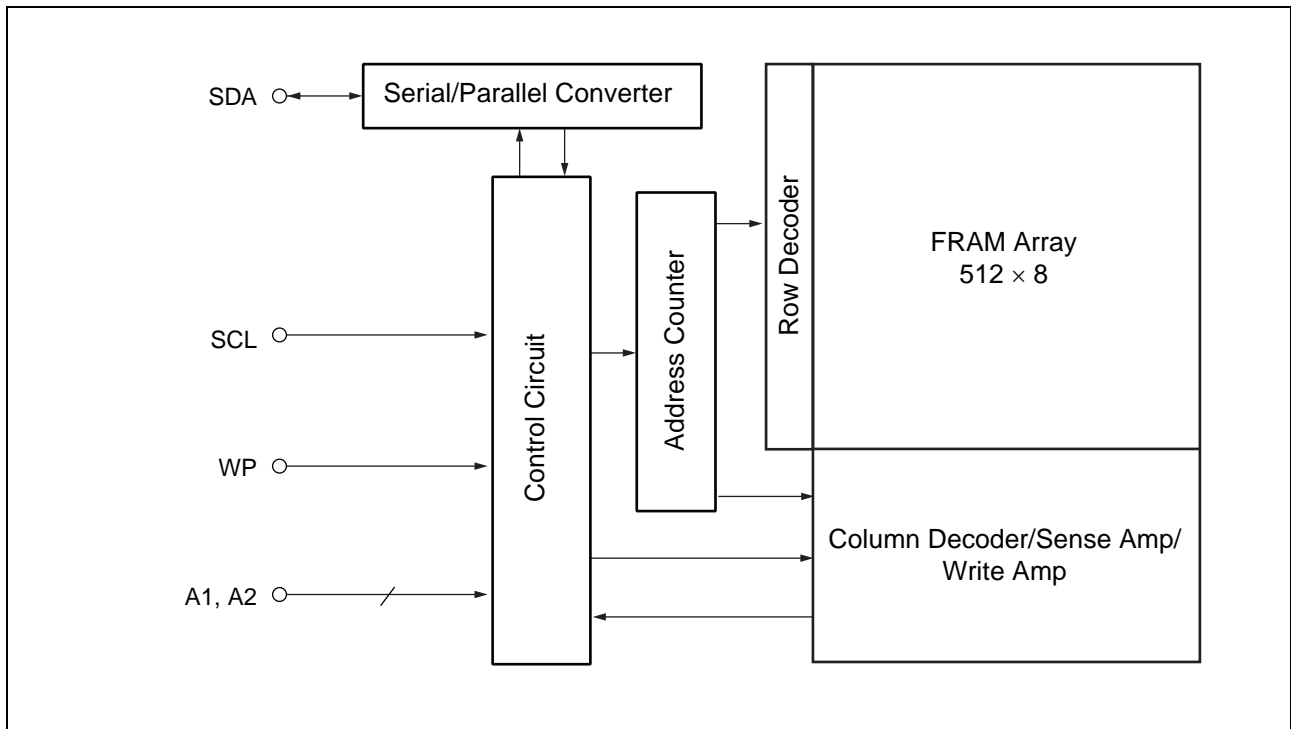 SDA
Serial/Parallel Converter
SCL
WP
A1, A2
Control Circuit
Address Counter
Row Decoder
FRAM Array
512 × 8
Column Decoder/Sense Amp/
Write Amp